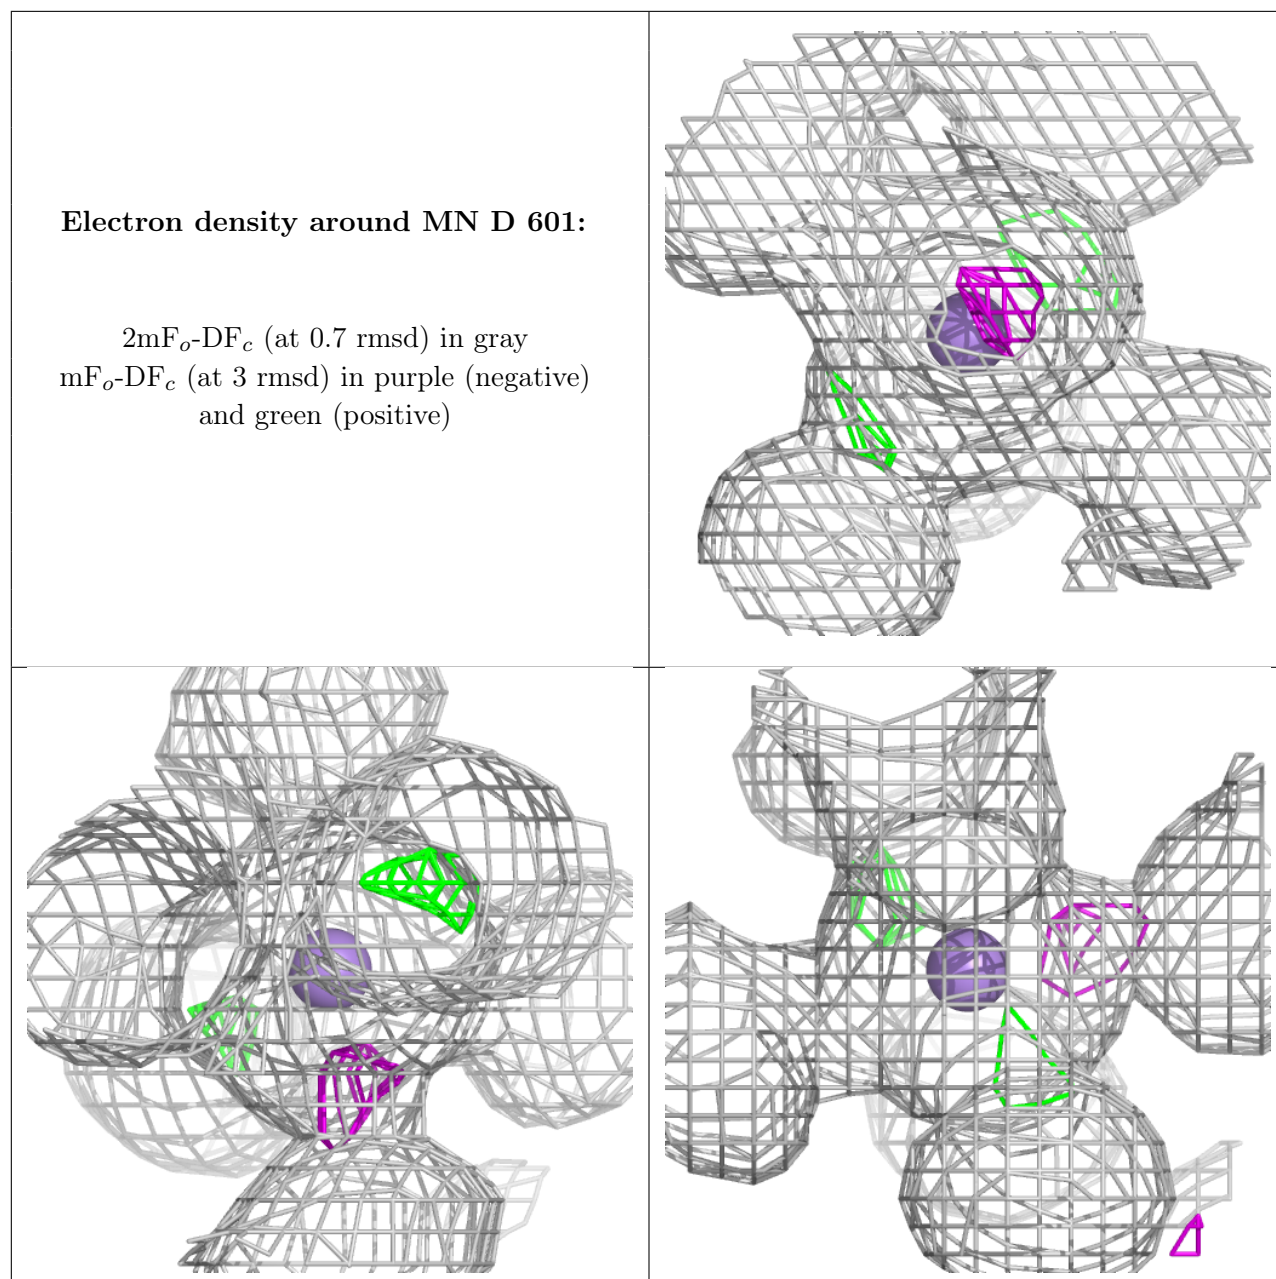 Electron density around MN D 601:
2mFo-DFc (at 0.7 rmsd) in gray
mFo-DFc (at 3 rmsd) in purple (negative)
and green (positive)